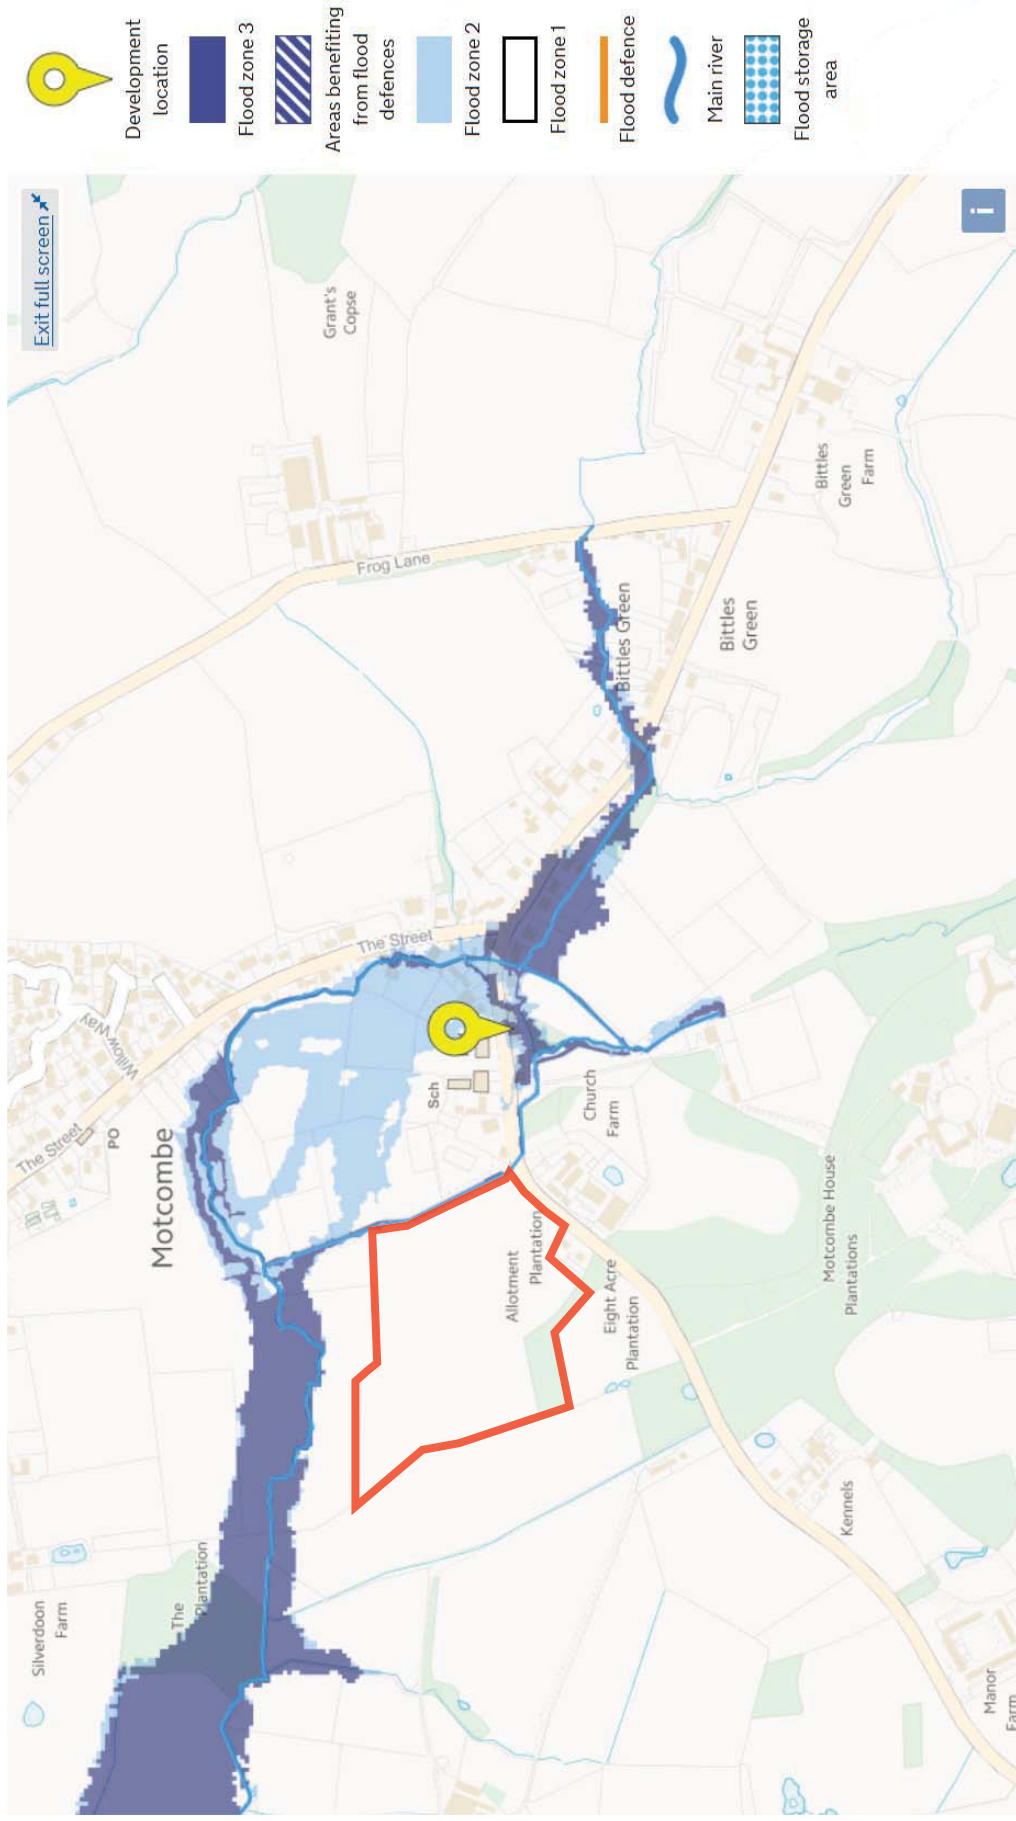 Exit full screen
Motcombe
The Street
PO
Willow Way
The Street
Sch
Frog Lane
Grant's
Copse
Silverdoon
Farm
The
Plantation
Allotment
Plantation
Eight Acre
Plantation
Church
Farm
Bittles Green
Bittles
Green
Bittles
Green
Farm
Motcombe House
Plantations
Kennels
Manor
Farm
i
Development
location
Flood zone 3
Areas benefiting
from flood
defences
Flood zone 2
Flood zone 1
Flood defence
Main river
Flood storage
area